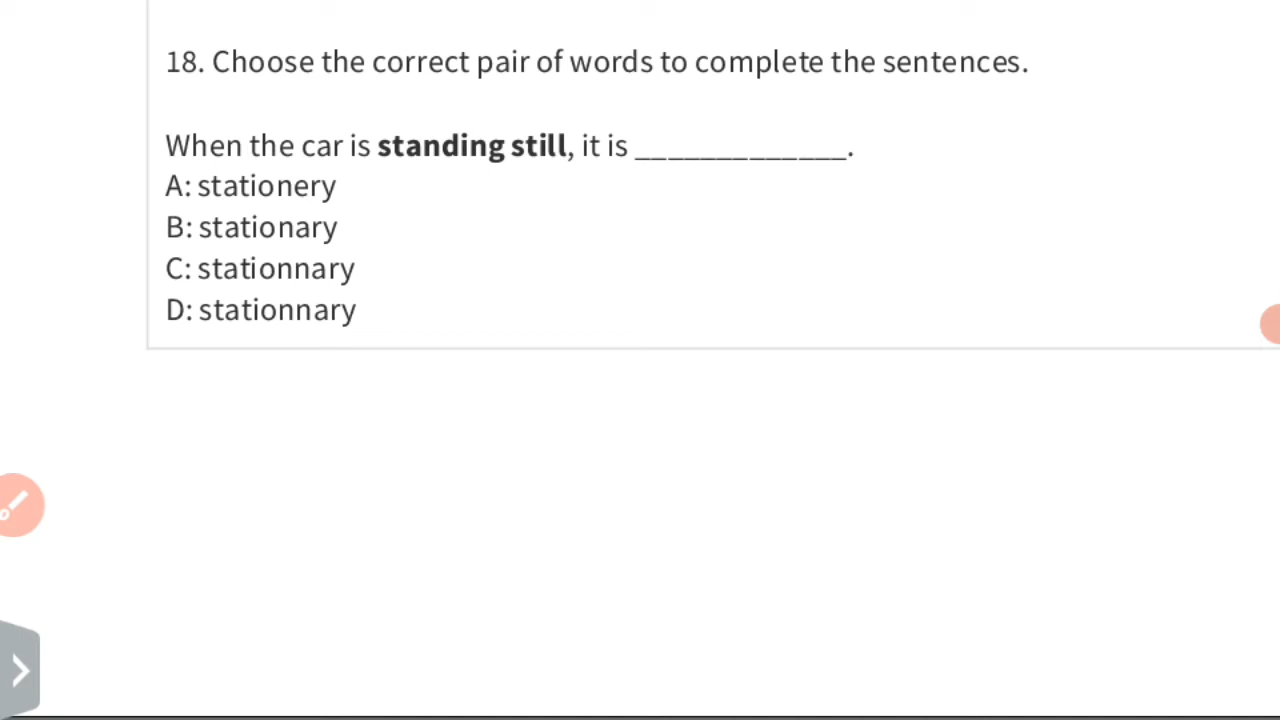 18. Choose the correct pair of words to complete the sentences.
When the car is standing still, it is _____________.
A: stationery
B: stationary
C: stationnary
D: stationnary